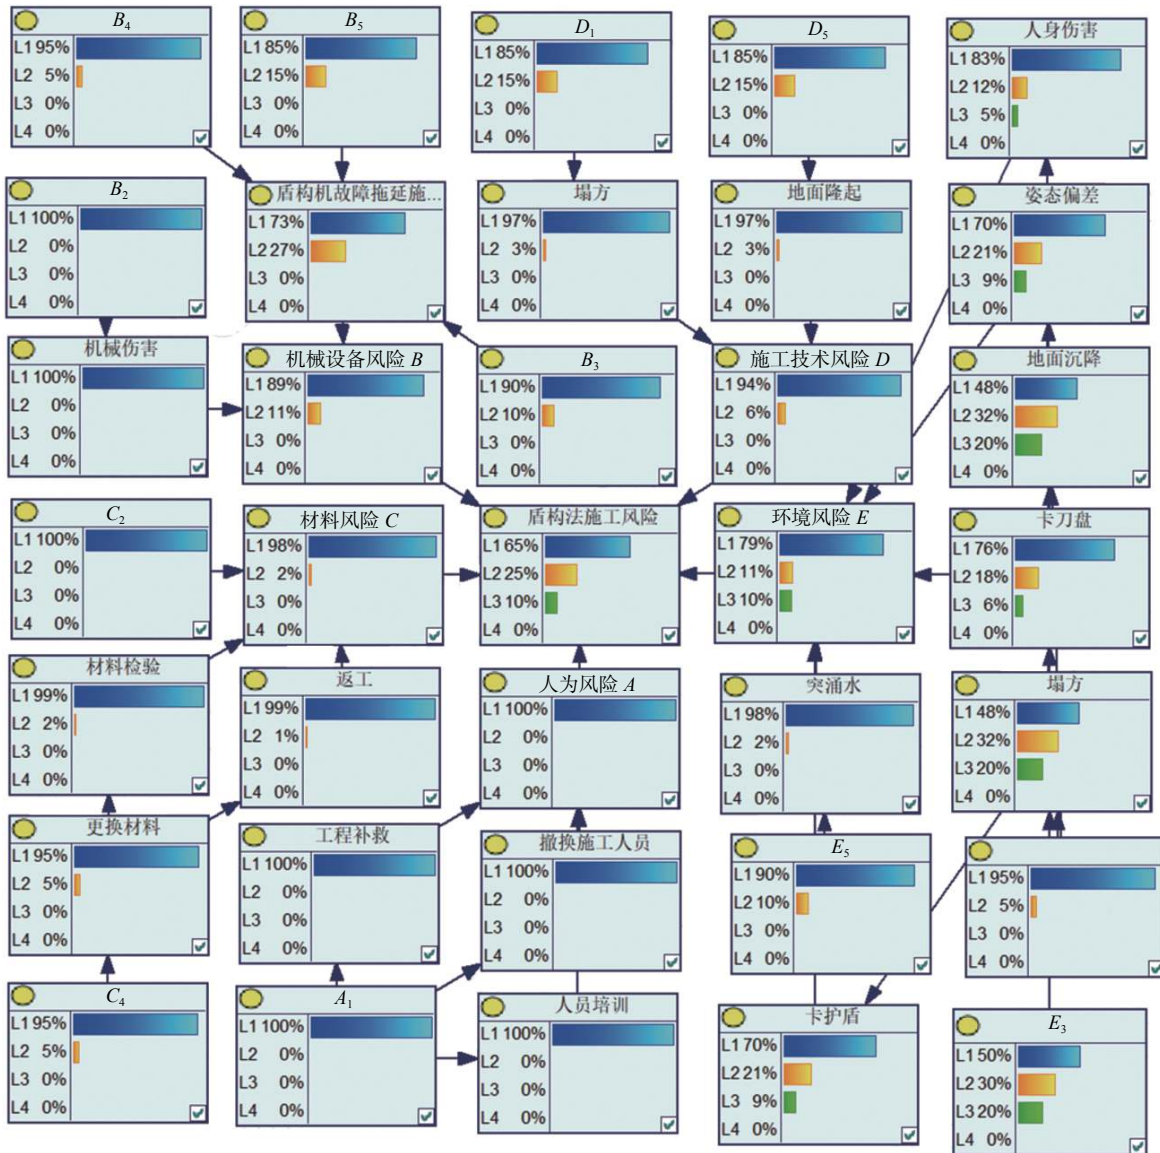 B₄
L1 95%
L2 5%
L3 0%
L4 0%
B₅
L1 85%
L2 15%
L3 0%
L4 0%
D₁
L1 85%
L2 15%
L3 0%
L4 0%
D₅
L1 85%
L2 15%
L3 0%
L4 0%
人身伤害
L1 83%
L2 12%
L3 5%
L4 0%
B₂
L1 100%
L2 0%
L3 0%
L4 0%
盾构机故障拖延施...
L1 73%
L2 27%
L3 0%
L4 0%
塌方
L1 97%
L2 3%
L3 0%
L4 0%
地面隆起
L1 97%
L2 3%
L3 0%
L4 0%
姿态偏差
L1 70%
L2 21%
L3 9%
L4 0%
机械伤害
L1 100%
L2 0%
L3 0%
L4 0%
机械设备风险 B
L1 89%
L2 11%
L3 0%
L4 0%
B₃
L1 90%
L2 10%
L3 0%
L4 0%
施工技术风险 D
L1 94%
L2 6%
L3 0%
L4 0%
地面沉降
L1 48%
L2 32%
L3 20%
L4 0%
C₂
L1 100%
L2 0%
L3 0%
L4 0%
材料风险 C
L1 98%
L2 2%
L3 0%
L4 0%
盾构法施工风险
L1 65%
L2 25%
L3 10%
L4 0%
环境风险 E
L1 79%
L2 11%
L3 10%
L4 0%
卡刀盘
L1 76%
L2 18%
L3 6%
L4 0%
材料检验
L1 99%
L2 2%
L3 0%
L4 0%
返工
L1 99%
L2 1%
L3 0%
L4 0%
人为风险 A
L1 100%
L2 0%
L3 0%
L4 0%
突涌水
L1 98%
L2 2%
L3 0%
L4 0%
塌方
L1 48%
L2 32%
L3 20%
L4 0%
更换材料
L1 95%
L2 5%
L3 0%
L4 0%
工程补救
L1 100%
L2 0%
L3 0%
L4 0%
撤换施工人员
L1 100%
L2 0%
L3 0%
L4 0%
E₅
L1 90%
L2 10%
L3 0%
L4 0%
L1 95%
L2 5%
L3 0%
L4 0%
C₄
L1 95%
L2 5%
L3 0%
L4 0%
A₁
L1 100%
L2 0%
L3 0%
L4 0%
人员培训
L1 100%
L2 0%
L3 0%
L4 0%
卡护盾
L1 70%
L2 21%
L3 9%
L4 0%
E₃
L1 50%
L2 30%
L3 20%
L4 0%